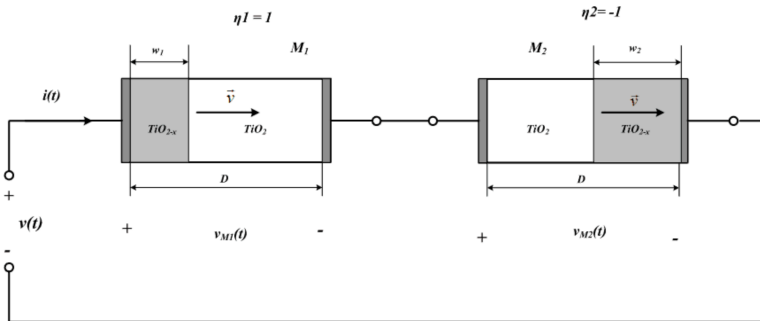 η1 = 1
η2= -1
w1
M1
M2
w2
i(t)
v
v
TiO2-x
TiO2
TiO2
TiO2-x
D
D
+
v(t)
-
+
vM1(t)
-
+
vM2(t)
-